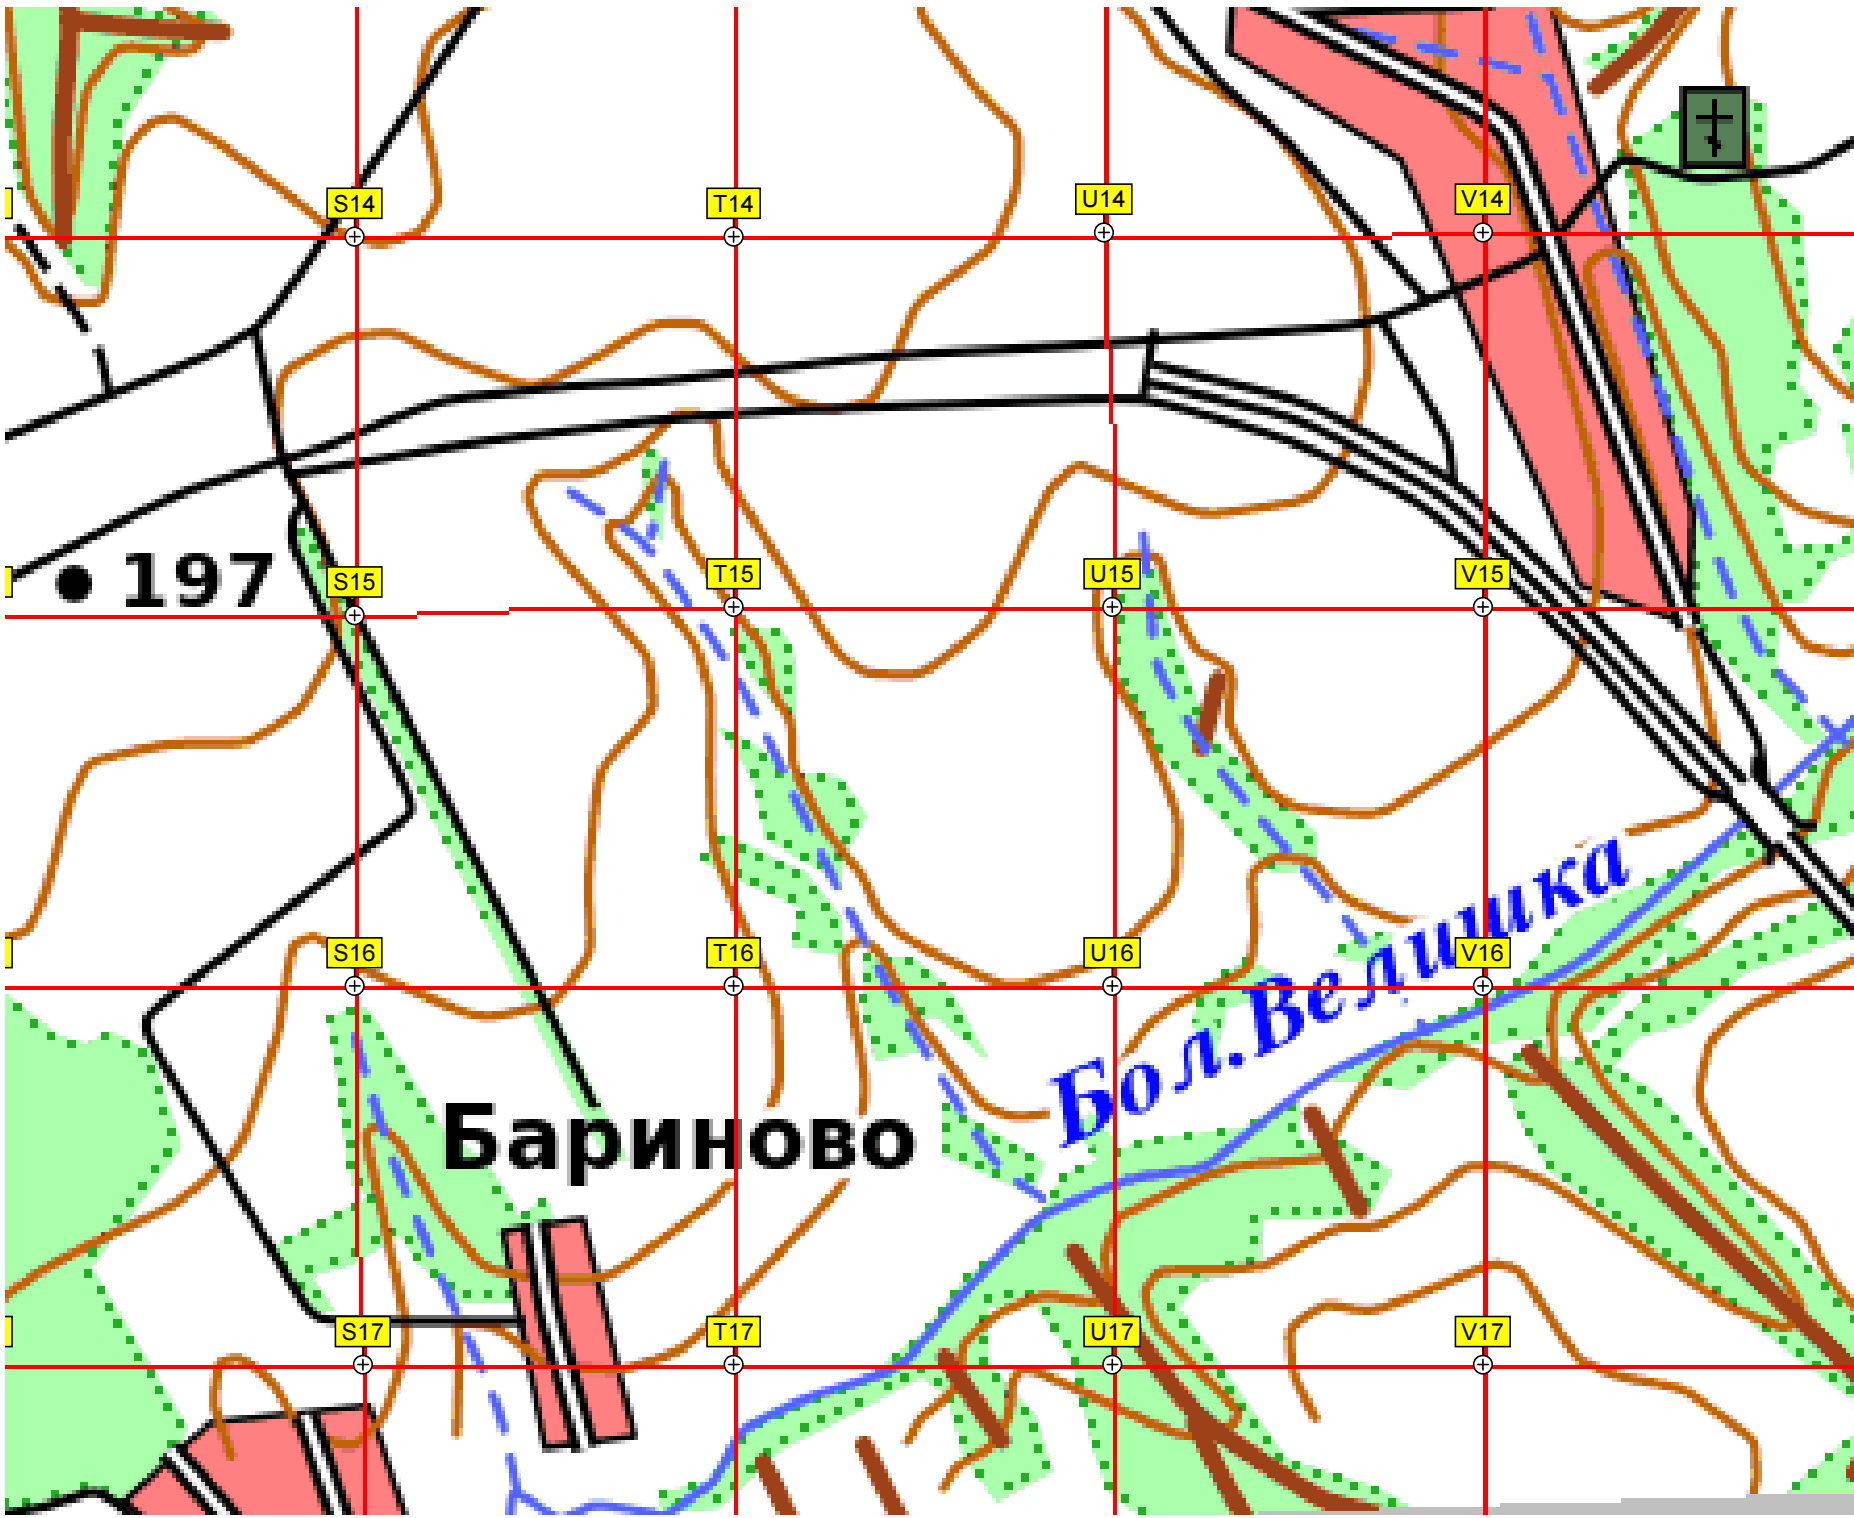 S14
T14
U14
V14
197
S15
T15
U15
V15
Бол.Велишка
S16
T16
U16
V16
Бариново
S17
T17
U17
V17